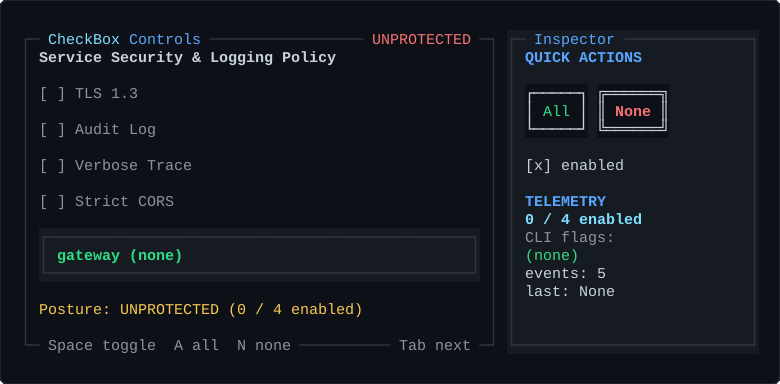 CheckBox Controls UNPROTECTED
Service Security & Logging Policy
[ ] TLS 1.3
[ ] Audit Log
[ ] Verbose Trace
[ ] Strict CORS
gateway (none)
Posture: UNPROTECTED (0 / 4 enabled)
Space toggle A all N none Tab next
Inspector
QUICK ACTIONS
All None
[x] enabled
TELEMETRY
0 / 4 enabled
CLI flags:
(none)
events: 5
last: None